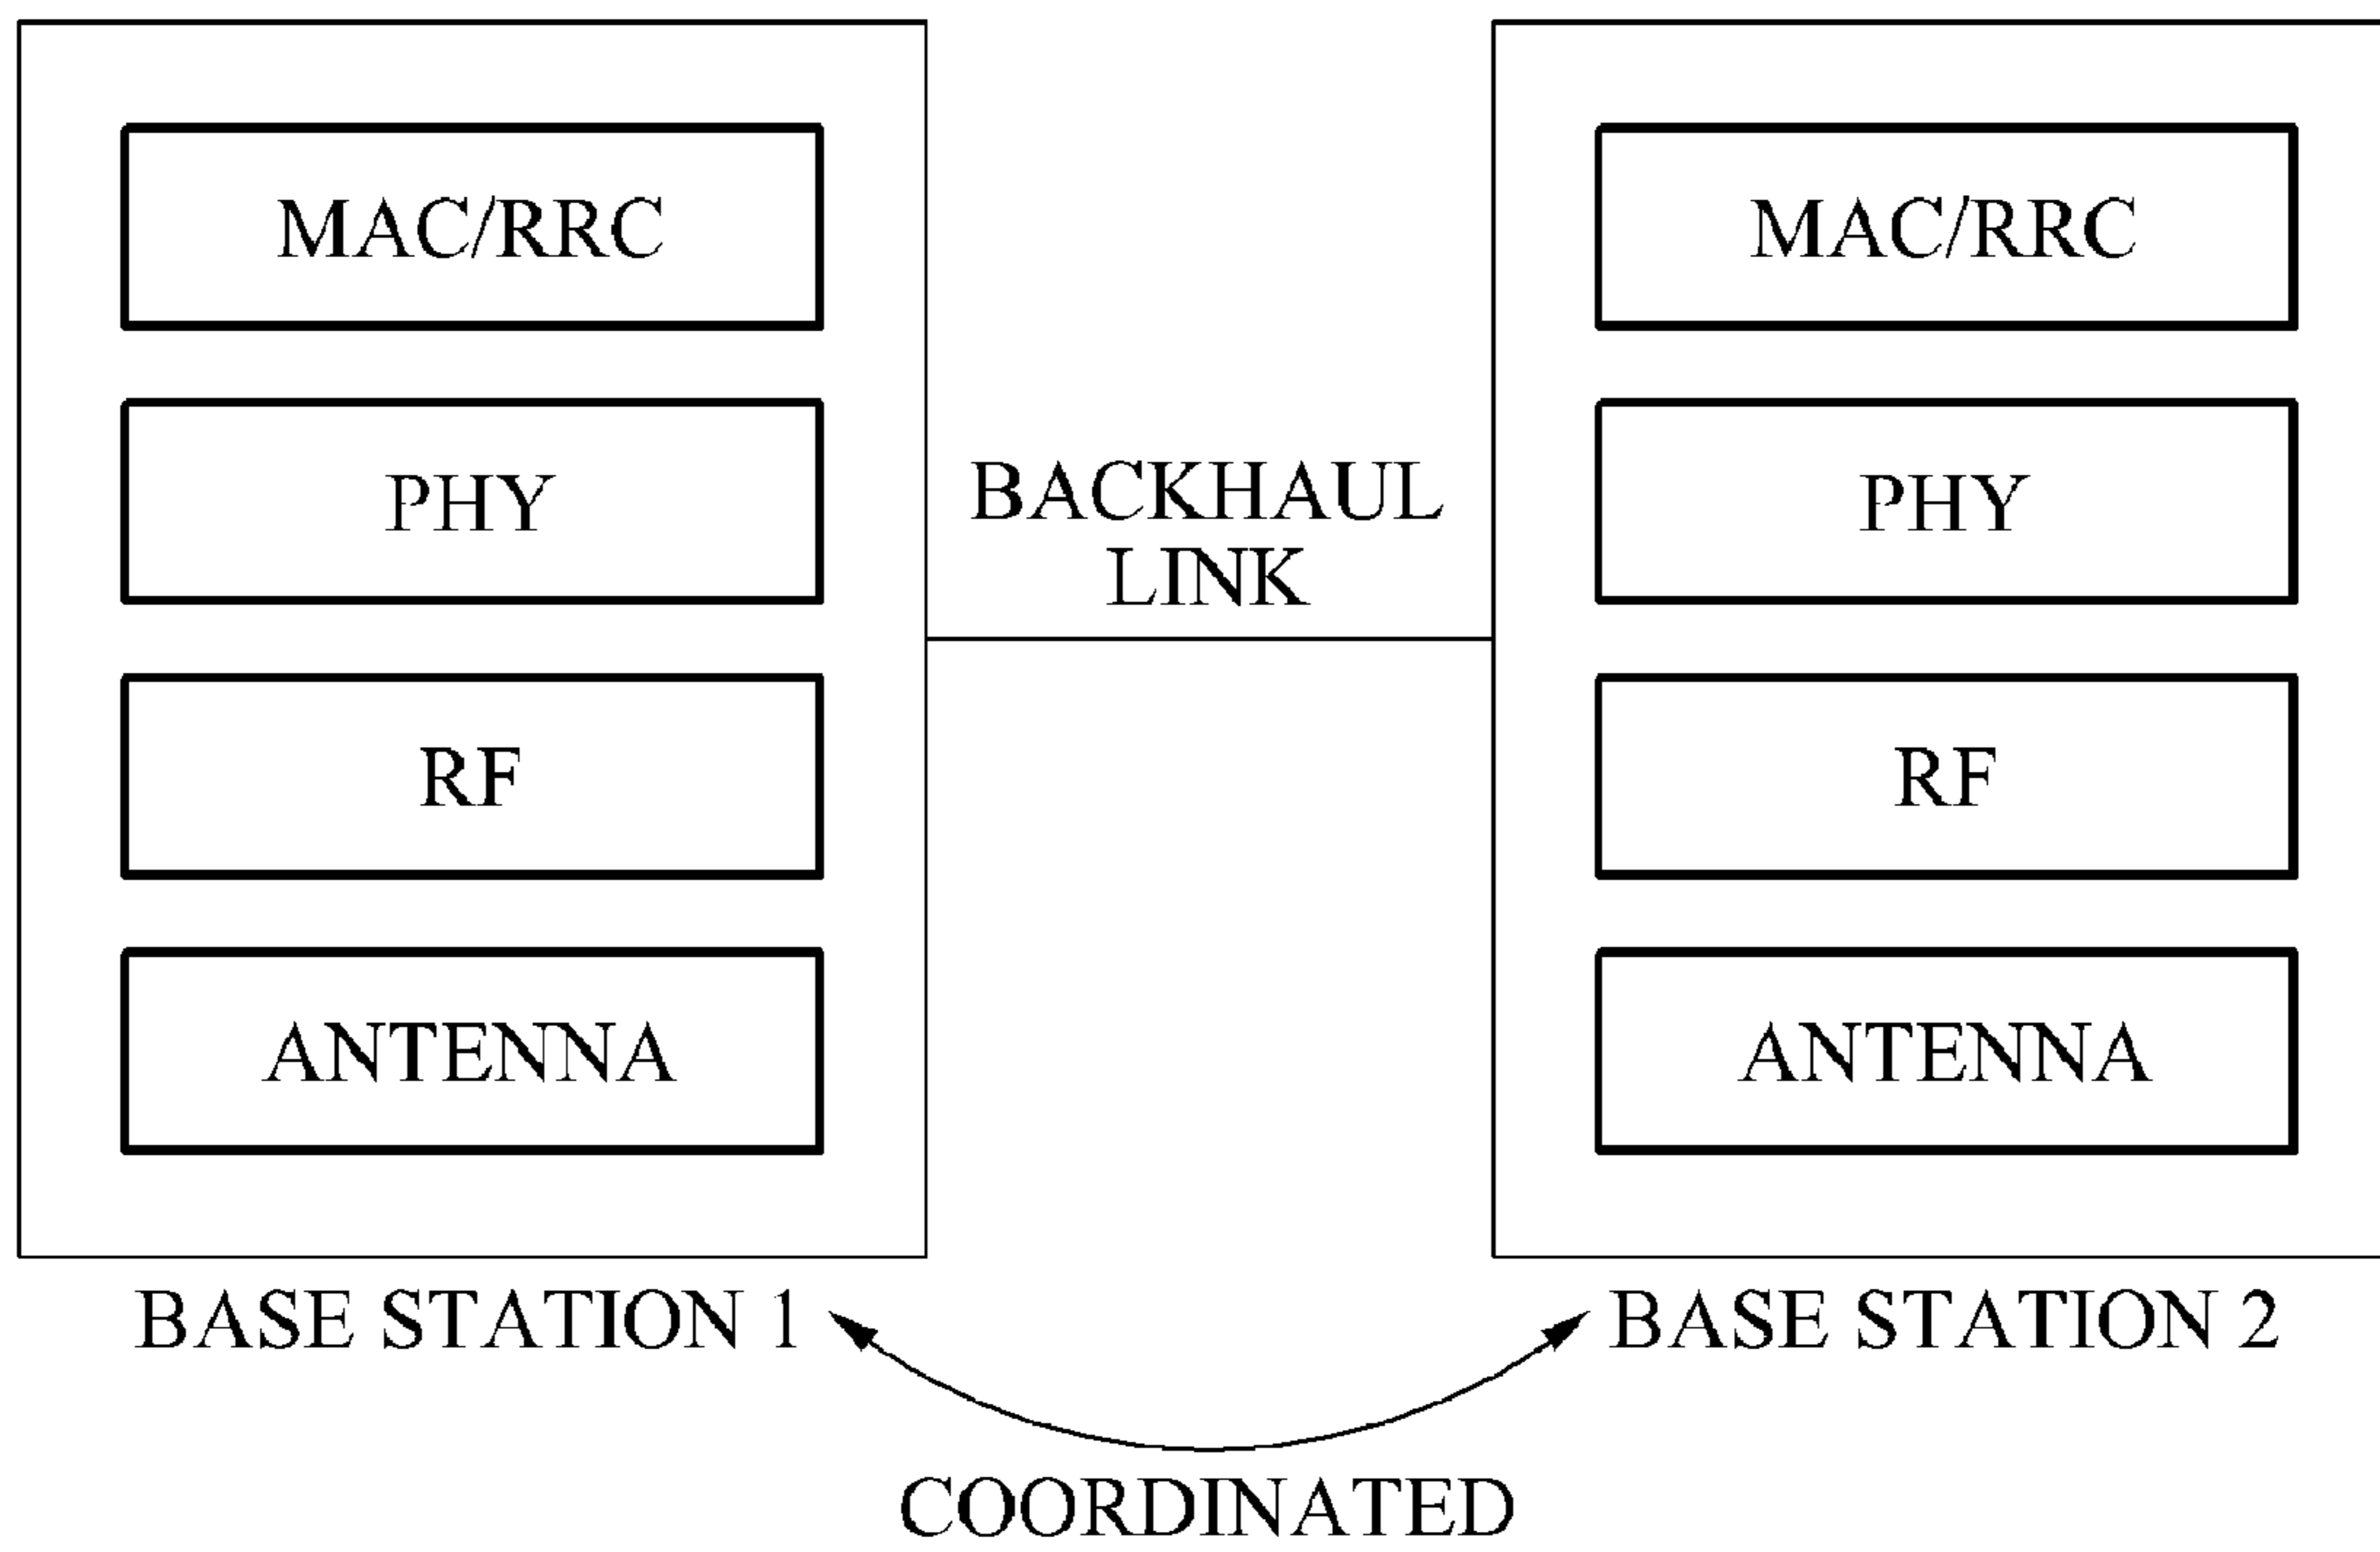 MAC/RRC
PHY
RF
ANTENNA
BASE STATION 1
BACKHAUL
LINK
MAC/RRC
PHY
RF
ANTENNA
BASE STATION 2
COORDINATED